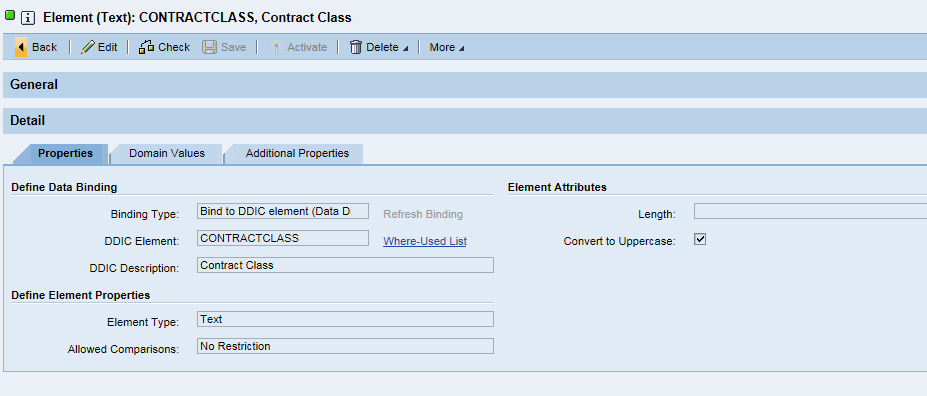 Element (Text): CONTRACTCLASS, Contract Class
Back Edit Check Save Activate Delete More
General
Detail
Properties Domain Values Additional Properties
Define Data Binding Element Attributes
Binding Type: Bind to DDIC element (Data D Refresh Binding Length:
DDIC Element: CONTRACTCLASS Where-Used List Convert to Uppercase:
DDIC Description: Contract Class
Define Element Properties
Element Type: Text
Allowed Comparisons: No Restriction